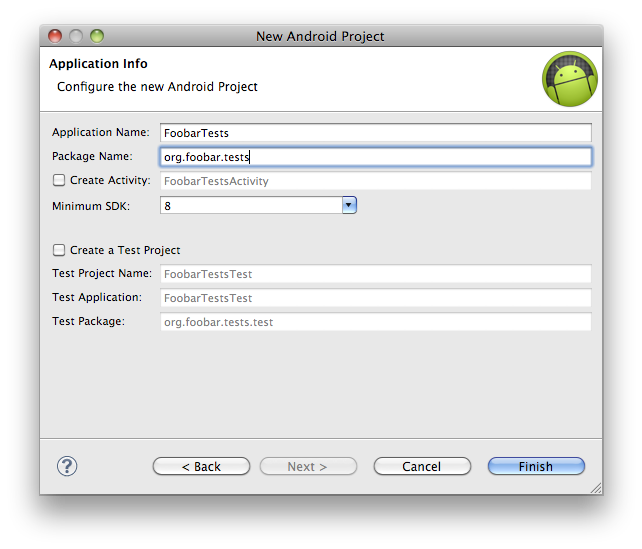 New Android Project
Application Info
Configure the new Android Project
Application Name: FoobarTests
Package Name: org.foobar.tests
Create Activity: FoobarTestsActivity
Minimum SDK: 8
Create a Test Project
Test Project Name: FoobarTestsTest
Test Application: FoobarTestsTest
Test Package: org.foobar.tests.test
? < Back Next > Cancel Finish